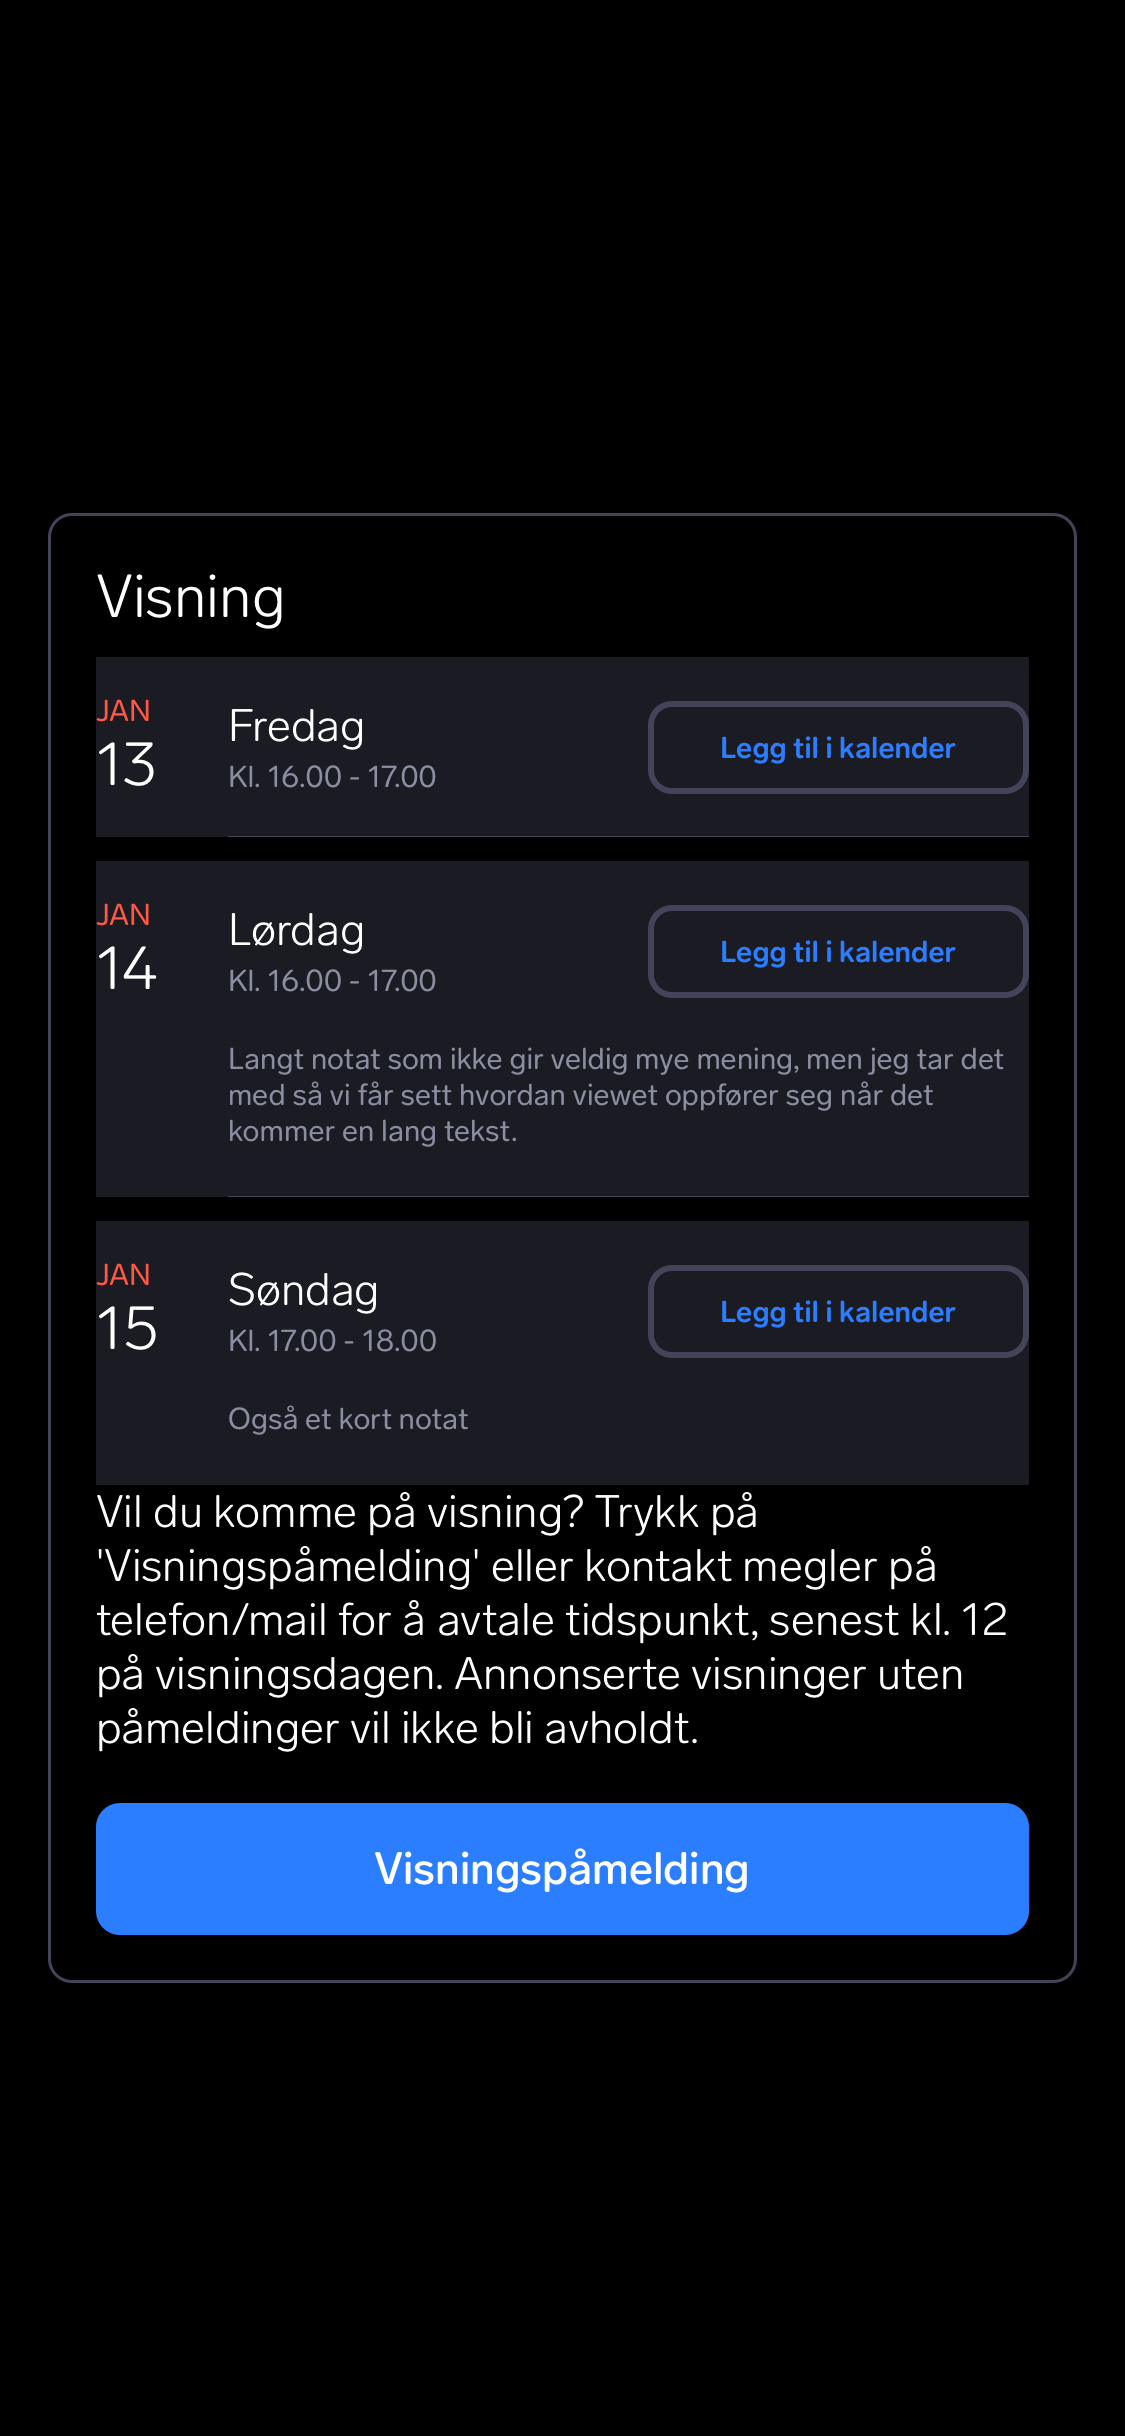 Visning
JAN
13
Fredag
Kl. 16.00 - 17.00
Legg til i kalender
JAN
14
Lørdag
Kl. 16.00 - 17.00
Legg til i kalender
Langt notat som ikke gir veldig mye mening, men jeg tar det
med så vi får sett hvordan viewet oppfører seg når det
kommer en lang tekst.
JAN
15
Søndag
Kl. 17.00 - 18.00
Legg til i kalender
Også et kort notat
Vil du komme på visning? Trykk på
'Visningspåmelding' eller kontakt megler på
telefon/mail for å avtale tidspunkt, senest kl. 12
på visningsdagen. Annonserte visninger uten
påmeldinger vil ikke bli avholdt.
Visningspåmelding